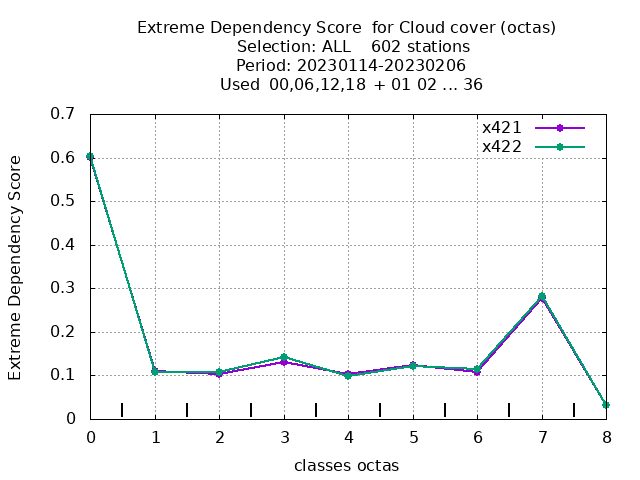 Extreme Dependency Score  for Cloud cover (octas)
Selection: ALL    602 stations
Period: 20230114-20230206
Used  00,06,12,18  + 01 02 ... 36
x421
x422
Extreme Dependency Score
0.7
0.6
0.5
0.4
0.3
0.2
0.1
0
0 1 2 3 4 5 6 7 8
classes octas